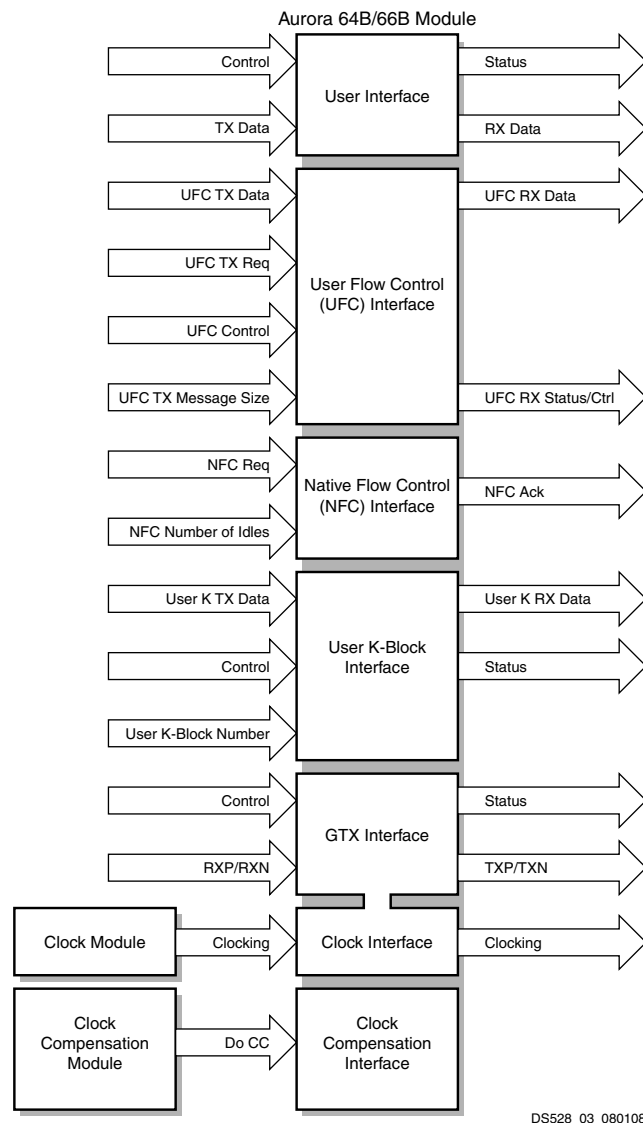 Aurora 64B/66B Module
Control
User Interface
Status
TX Data
RX Data
UFC TX Data
UFC RX Data
UFC TX Req
User Flow Control
(UFC) Interface
UFC Control
UFC TX Message Size
UFC RX Status/Ctrl
NFC Req
Native Flow Control
(NFC) Interface
NFC Ack
NFC Number of Idles
User K TX Data
User K RX Data
User K-Block
Interface
Control
Status
User K-Block Number
Control
Status
GTX Interface
RXP/RXN
TXP/TXN
Clock Module
Clocking
Clock Interface
Clocking
Clock
Compensation
Module
Do CC
Clock
Compensation
Interface
DS528_03_080108